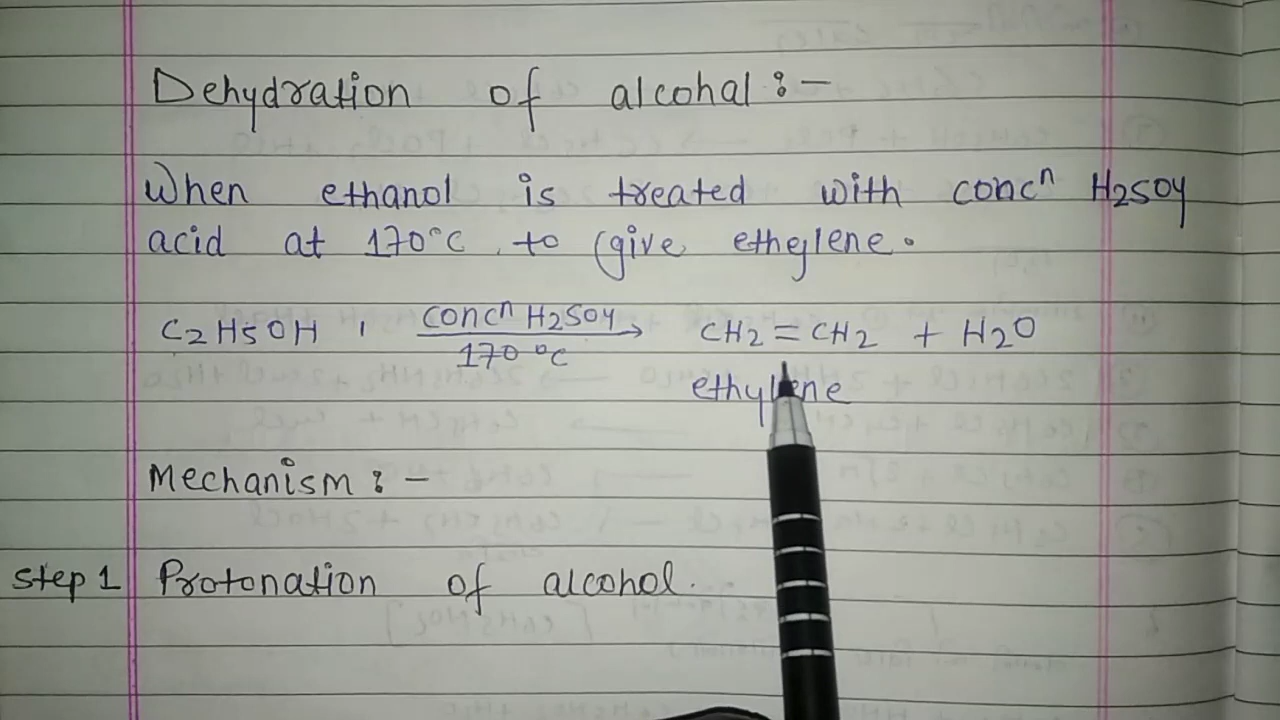 Dehydration of alcohal :-
When ethanol is treated with concⁿ H2SO4
acid at 170°C to give ethylene.
C2H5OH concⁿ H2SO4 170 °C → CH2=CH2 + H2O
ethylene
Mechanism :-
Step 1 Protonation of alcohol.